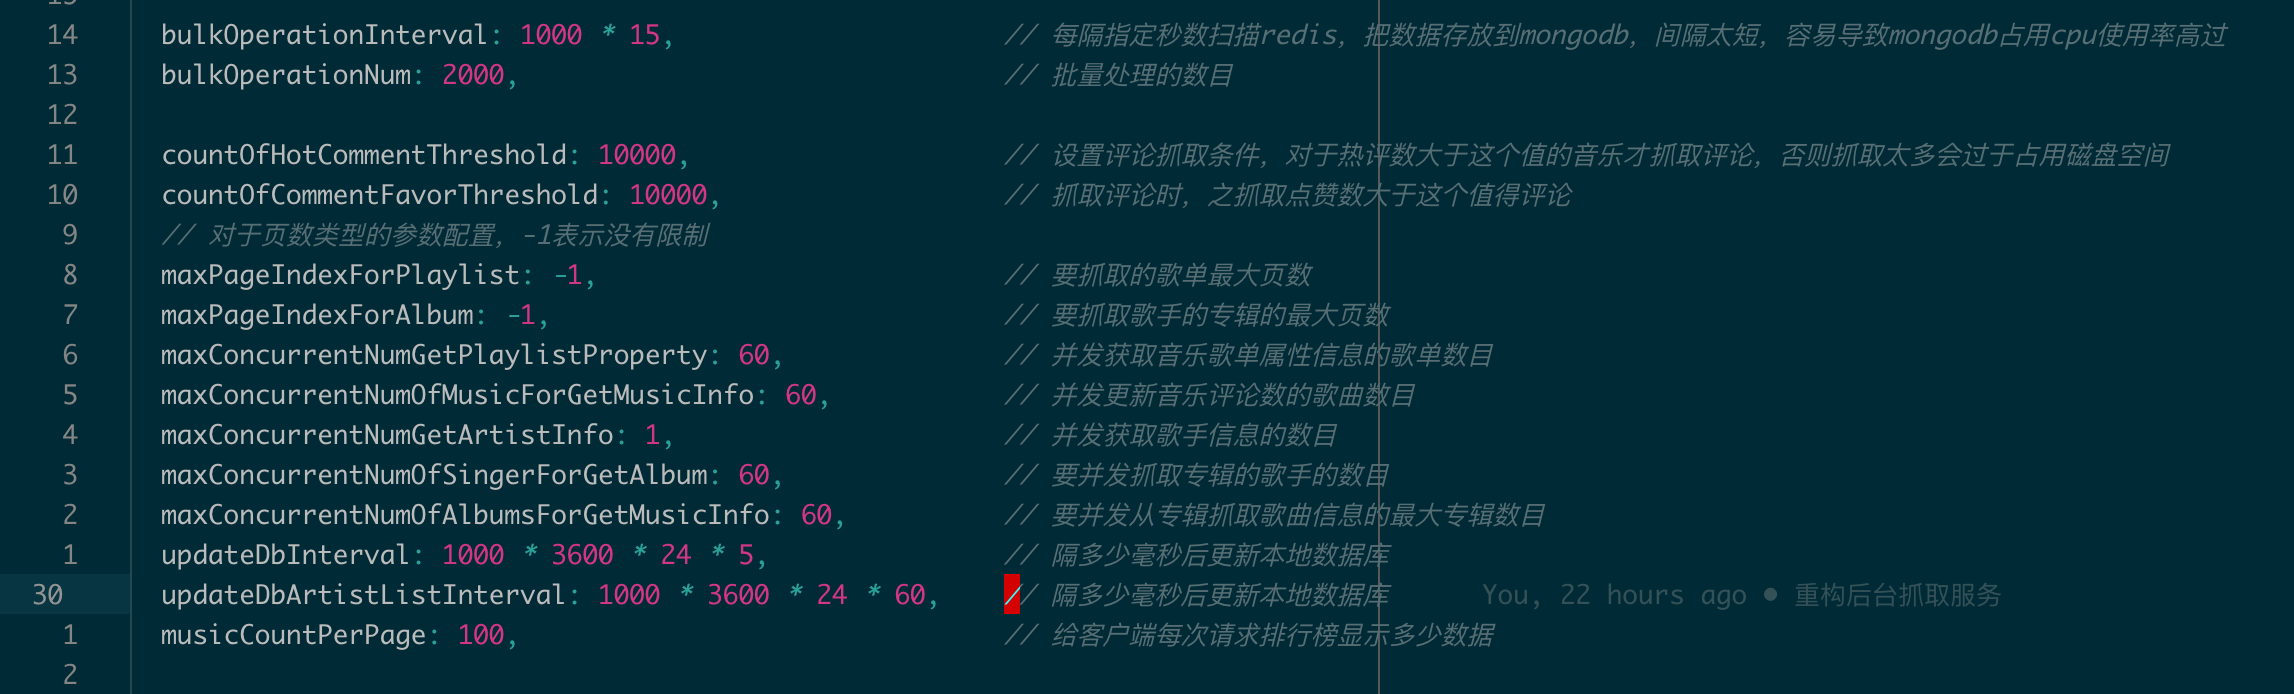 14 bulkOperationInterval: 1000 * 15, // 每隔指定秒数扫描redis, 把数据存放到mongodb, 间隔太短, 容易导致mongodb占用cpu使用率高过
13 bulkOperationNum: 2000, // 批量处理的数目
12
11 countOfHotCommentThreshold: 10000, // 设置评论抓取条件, 对于热评数大于这个值的音乐才抓取评论, 否则抓取太多会过于占用磁盘空间
10 countOfCommentFavorThreshold: 10000, // 抓取评论时, 之抓取点赞数大于这个值得评论
9 // 对于页数类型的参数配置, -1表示没有限制
8 maxPageIndexForPlaylist: -1, // 要抓取的歌单最大页数
7 maxPageIndexForAlbum: -1, // 要抓取歌手的专辑的最大页数
6 maxConcurrentNumGetPlaylistProperty: 60, // 并发获取音乐歌单属性信息的歌单数目
5 maxConcurrentNumOfMusicForGetMusicInfo: 60, // 并发更新音乐评论数的歌曲数目
4 maxConcurrentNumGetArtistInfo: 1, // 并发获取歌手信息的数目
3 maxConcurrentNumOfSingerForGetAlbum: 60, // 要并发抓取专辑的歌手的数目
2 maxConcurrentNumOfAlbumsForGetMusicInfo: 60, // 要并发从专辑抓取歌曲信息的最大专辑数目
1 updateDbInterval: 1000 * 3600 * 24 * 5, // 隔多少毫秒后更新本地数据库
30 updateDbArtistListInterval: 1000 * 3600 * 24 * 60, // 隔多少毫秒后更新本地数据库 You, 22 hours ago • 重构后台抓取服务
1 musicCountPerPage: 100, // 给客户端每次请求排行榜显示多少数据
2